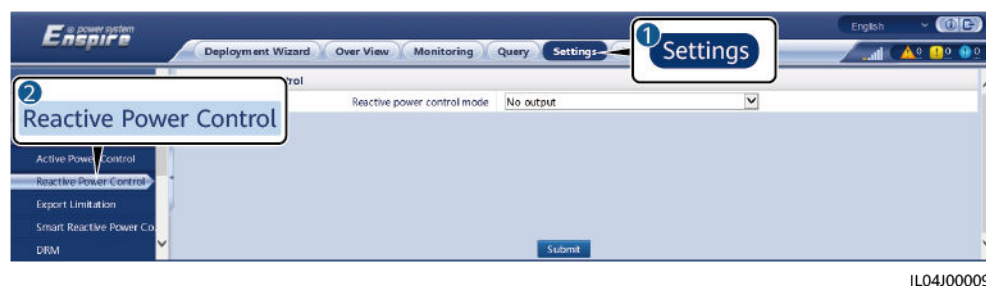 power system
Enspire
English
Deployment Wizard
Over View
Monitoring
Query
Settings
1
Settings
0
0
0
2
Reactive Power Control
Reactive power control mode
No output
Active Power Control
Reactive Power Control
Export Limitation
Smart Reactive Power Co
DRM
Submit
IL04J00009